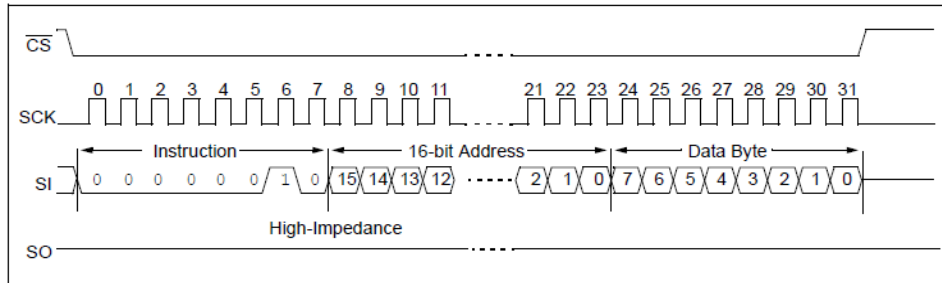 CS
0 1 2 3 4 5 6 7 8 9 10 11 21 22 23 24 25 26 27 28 29 30 31
SCK
Instruction 16-bit Address Data Byte
SI 0 0 0 0 0 0 1 0 15 14 13 12 2 1 0 7 6 5 4 3 2 1 0
High-Impedance
SO